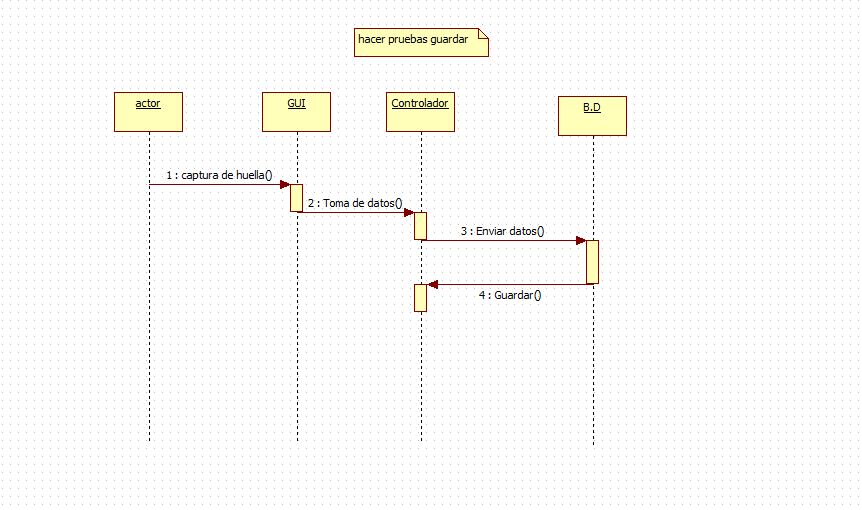 hacer pruebas guardar
actor
GUI
Controlador
B.D
1 : captura de huella()
2 : Toma de datos()
3 : Enviar datos()
4 : Guardar()